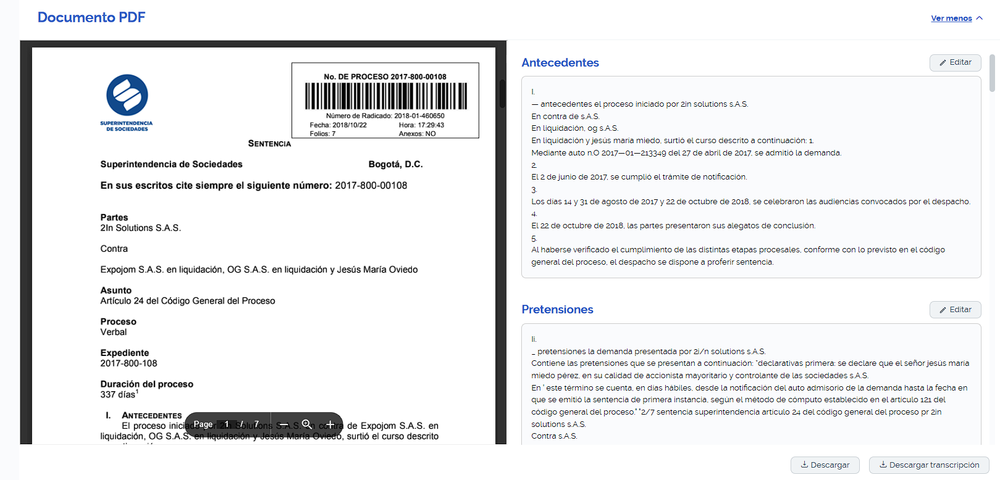 Documento PDF
Ver menos
SUPERINTENDENCIA
DE SOCIEDADES
No. DE PROCESO 2017-800-00108
Número de Radicado: 2018-01-460650
Fecha: 2018/10/22 Hora: 17:29:43
Folios: 7 Anexos: NO
SENTENCIA
Superintendencia de Sociedades Bogotá, D.C.
En sus escritos cite siempre el siguiente número: 2017-800-00108
Partes
2In Solutions S.A.S.
Contra
Expojom S.A.S. en liquidación, OG S.A.S. en liquidación y Jesús María Oviedo
Asunto
Artículo 24 del Código General del Proceso
Proceso
Verbal
Expediente
2017-800-108
Duración del proceso
337 días1
I. ANTECEDENTES
El proceso iniciado por 2In Solutions S.A.S. en contra de Expojom S.A.S. en
liquidación, OG S.A.S. en liquidación y Jesús María Oviedo, surtió el curso descrito
Page 1 / 7
Antecedentes
Editar
I.
— antecedentes el proceso iniciado por 2in solutions s.A.S.
En contra de s.A.S.
En liquidación, og s.A.S.
En liquidación y jesús maría miedo, surtió el curso descrito a continuación: 1.
Mediante auto n.O 2017—01—213349 del 27 de abril de 2017, se admitió la demanda.
2.
El 2 de junio de 2017, se cumplió el trámite de notificación.
3.
Los días 14 y 31 de agosto de 2017 y 22 de octubre de 2018, se celebraron las audiencias convocados por el despacho.
4.
El 22 de octubre de 2018, las partes presentaron sus alegatos de conclusión.
5.
Al haberse verificado el cumplimiento de las distintas etapas procesales, conforme con lo previsto en el código
general del proceso, el despacho se dispone a proferir sentencia.
Pretensiones
Editar
Ii.
_ pretensiones la demanda presentada por 2i/n solutions s.A.S.
Contiene las pretensiones que se presentan a continuación: "declarativas primera: se declare que el señor jesús maría
miedo pérez, en su calidad de accionista mayoritario y controlante de las sociedades s.A.S.
En ' este término se cuenta, en días hábiles, desde la notificación del auto admisorio de la demanda hasta la fecha en
que se emitió la sentencia de primera instancia, según el método de cómputo establecido en el artículo 121 del
código general del proceso." "2/7 sentencia superintendencia artículo 24 del código general del proceso pr 2in
solutions s.A.S.
Contra s.A.S.
Descargar
Descargar transcripción